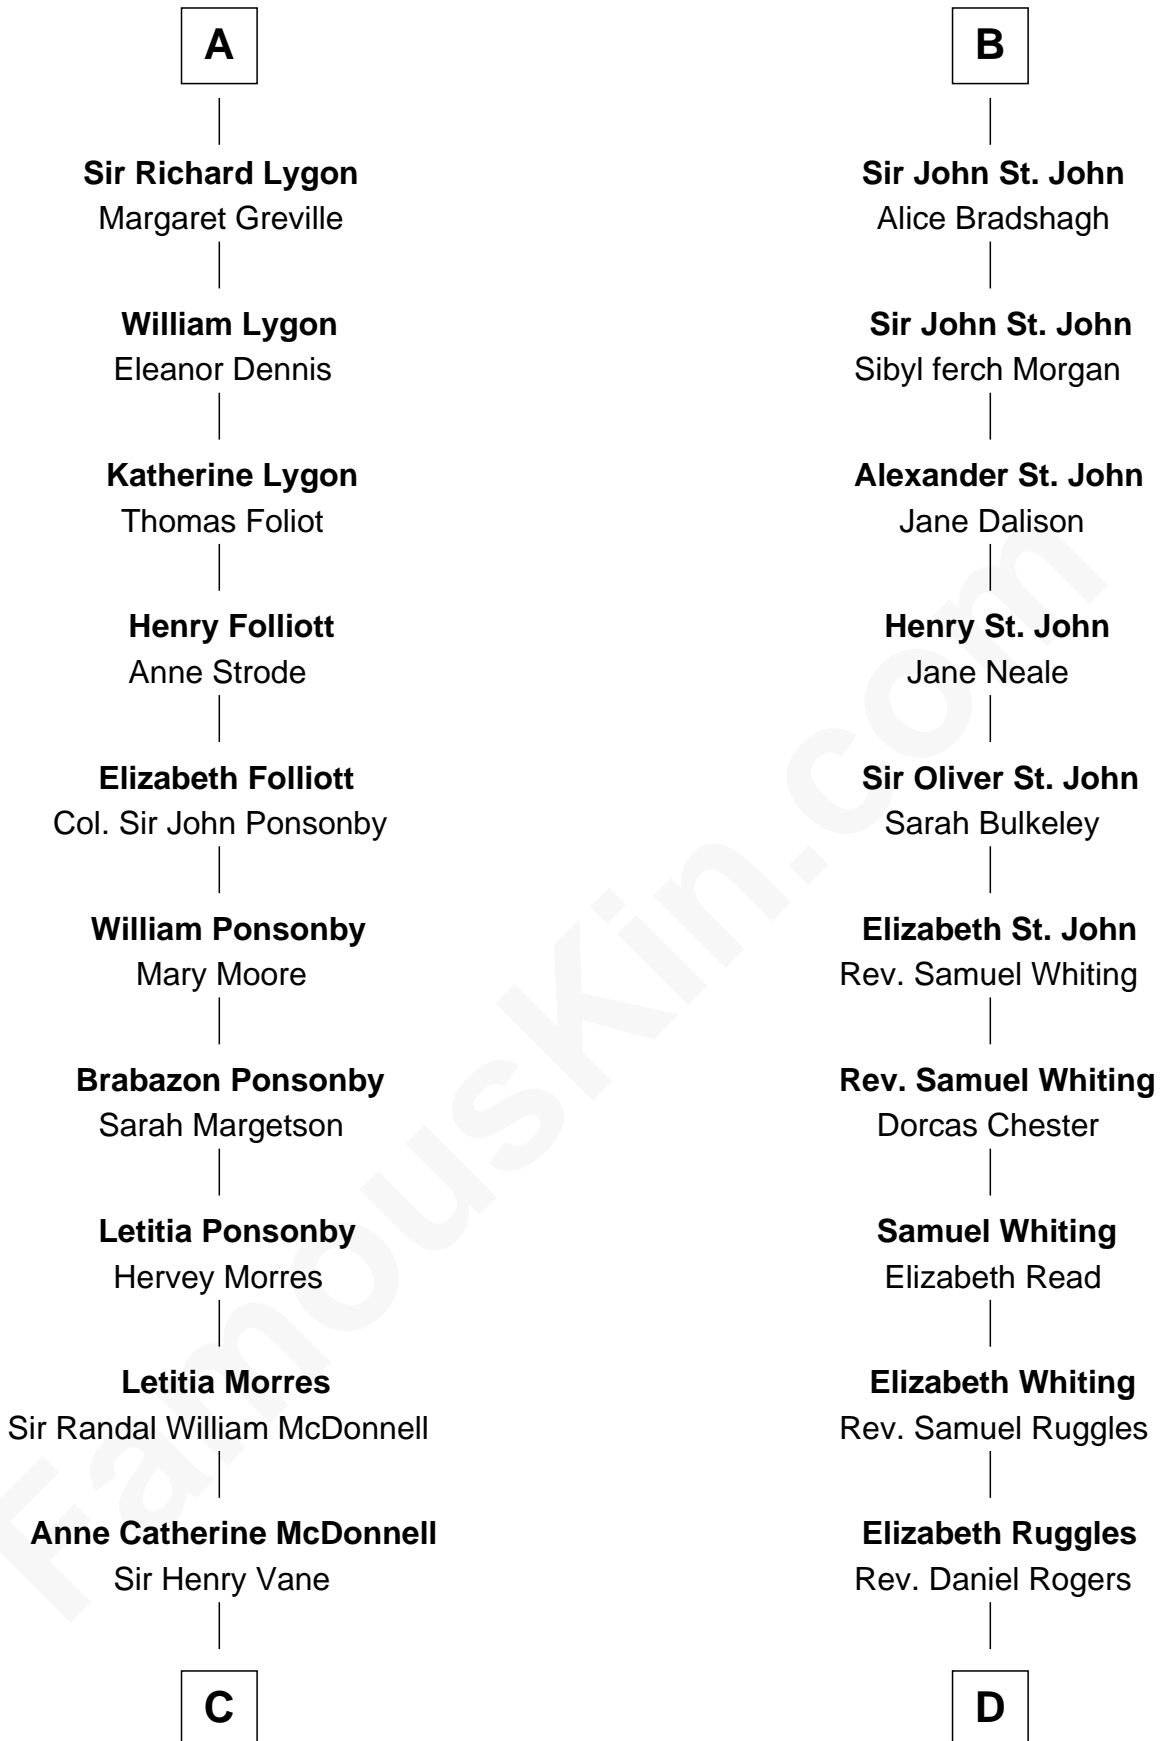 A
Sir Richard Lygon
Margaret Greville
William Lygon
Eleanor Dennis
Katherine Lygon
Thomas Foliot
Henry Folliott
Anne Strode
Elizabeth Folliott
Col. Sir John Ponsonby
William Ponsonby
Mary Moore
Brabazon Ponsonby
Sarah Margetson
Letitia Ponsonby
Hervey Morres
Letitia Morres
Sir Randal William McDonnell
Anne Catherine McDonnell
Sir Henry Vane
C
B
Sir John St. John
Alice Bradshagh
Sir John St. John
Sibyl ferch Morgan
Alexander St. John
Jane Dalison
Henry St. John
Jane Neale
Sir Oliver St. John
Sarah Bulkeley
Elizabeth St. John
Rev. Samuel Whiting
Rev. Samuel Whiting
Dorcas Chester
Samuel Whiting
Elizabeth Read
Elizabeth Whiting
Rev. Samuel Ruggles
Elizabeth Ruggles
Rev. Daniel Rogers
D
FamousKin.com